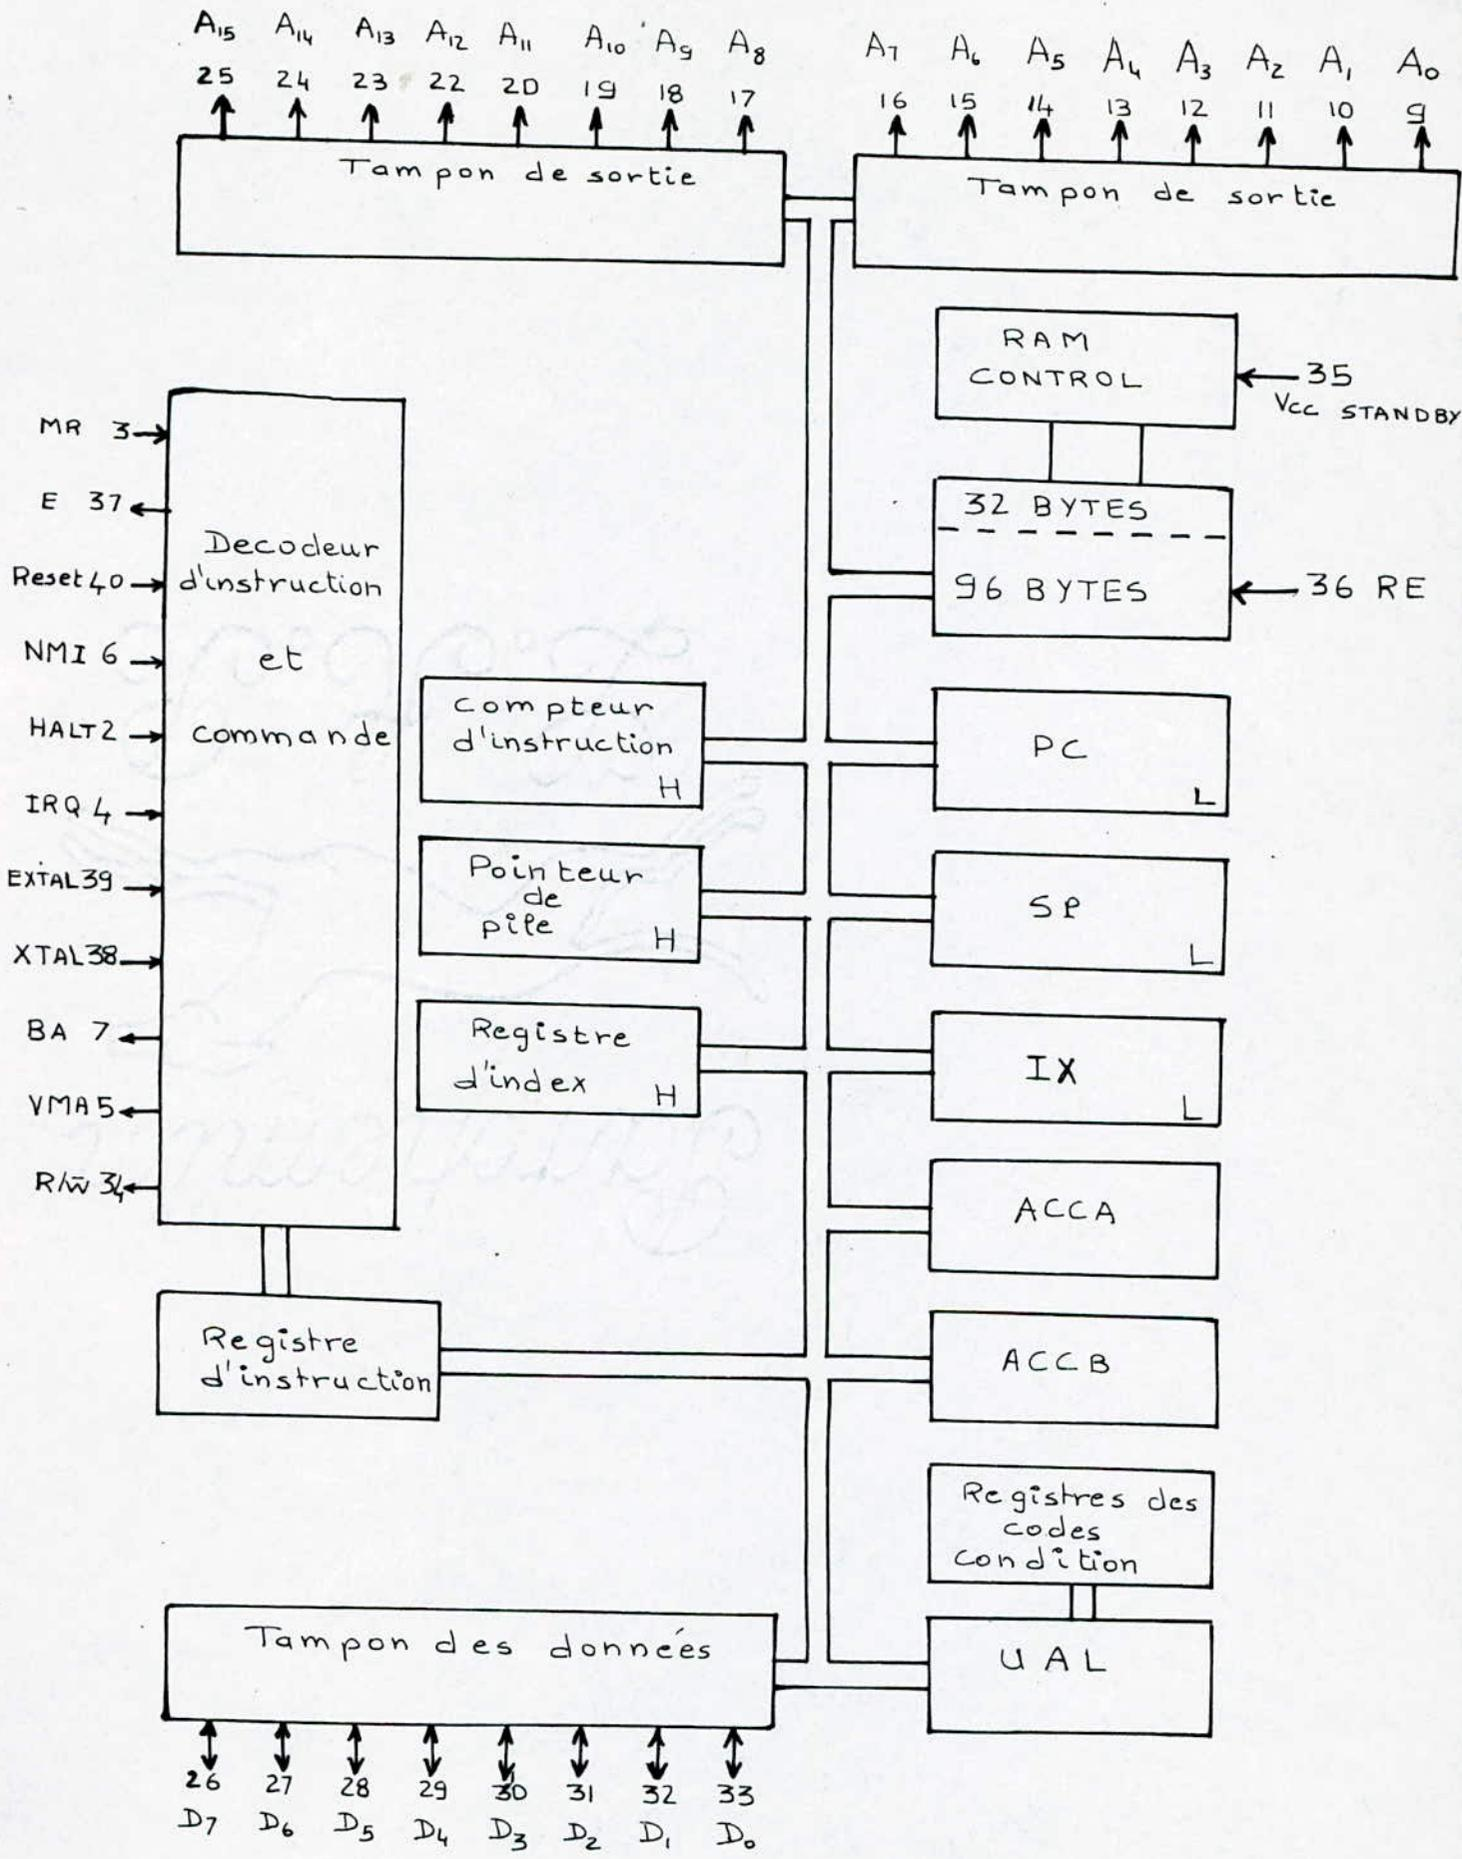 A15 A14 A13 A12 A11 A10 A9 A8 A7 A6 A5 A4 A3 A2 A1 A0
25 24 23 22 20 19 18 17 16 15 14 13 12 11 10 9
Tampon de sortie
Tampon de sortie
RAM
CONTROL
35
Vcc STANDBY
32 BYTES
96 BYTES
36 RE
MR 3
E 37
Reset 40
NMI 6
HALT 2
IRQ 4
EXTAL 39
XTAL 38
BA 7
VMA 5
R/W̅ 34
Decodeur
d'instruction
et
commande
Compteur
d'instruction
H
PC
L
Pointeur
de
pile
H
SP
L
Registre
d'index
H
IX
L
ACCA
Registre
d'instruction
ACCB
Registres des
codes
condition
Tampon des données
UAL
26 27 28 29 30 31 32 33
D7 D6 D5 D4 D3 D2 D1 D0